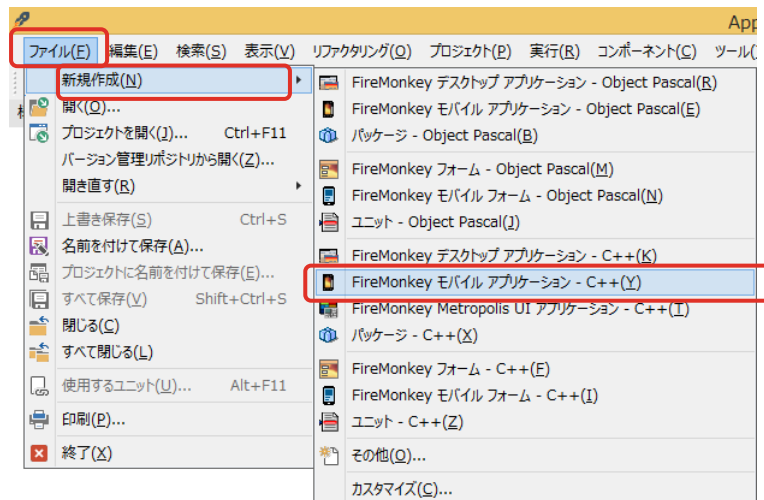 App
ファイル(F) 編集(E) 検索(S) 表示(V) リファクタリング(O) プロジェクト(P) 実行(R) コンポーネント(C) ツール(
新規作成(N)
開く(O)...
プロジェクトを開く(J)... Ctrl+F11
バージョン管理リポジトリから開く(Z)...
開き直す(R)
上書き保存(S) Ctrl+S
名前を付けて保存(A)...
プロジェクトに名前を付けて保存(E)...
すべて保存(V) Shift+Ctrl+S
閉じる(C)
すべて閉じる(L)
使用するユニット(U)... Alt+F11
印刷(P)...
終了(X)
FireMonkey デスクトップ アプリケーション - Object Pascal(R)
FireMonkey モバイル アプリケーション - Object Pascal(E)
パッケージ - Object Pascal(B)
FireMonkey フォーム - Object Pascal(M)
FireMonkey モバイル フォーム - Object Pascal(N)
ユニット - Object Pascal(J)
FireMonkey デスクトップ アプリケーション - C++(K)
FireMonkey モバイル アプリケーション - C++(Y)
FireMonkey Metropolis UI アプリケーション - C++(T)
パッケージ - C++(X)
FireMonkey フォーム - C++(F)
FireMonkey モバイル フォーム - C++(I)
ユニット - C++(Z)
その他(O)...
カスタマイズ(C)...